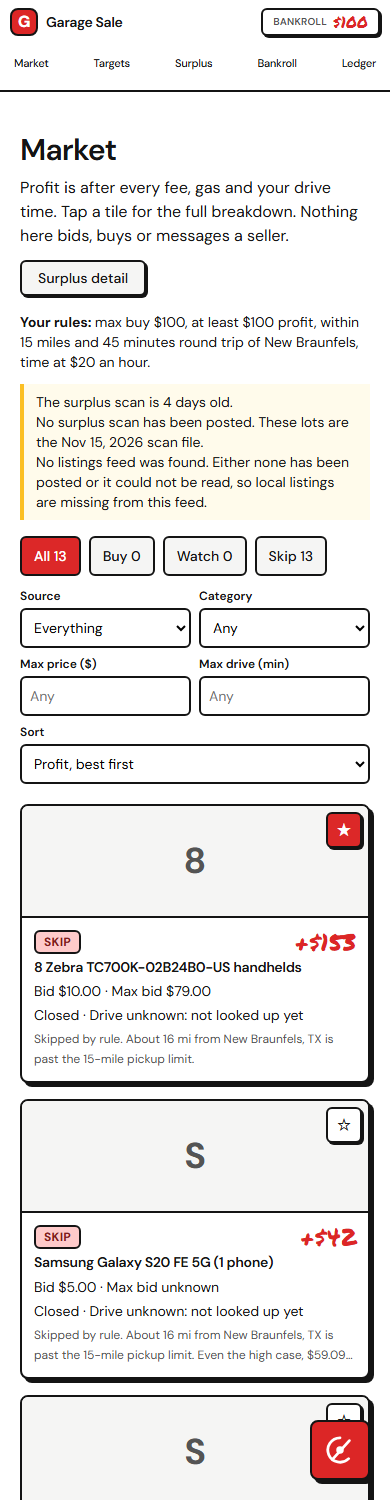 G Garage Sale BANKROLL $100
Market Targets Surplus Bankroll Ledger
Market
Profit is after every fee, gas and your drive
time. Tap a tile for the full breakdown. Nothing
here bids, buys or messages a seller.
Surplus detail
Your rules: max buy $100, at least $100 profit, within
15 miles and 45 minutes round trip of New Braunfels,
time at $20 an hour.
The surplus scan is 4 days old.
No surplus scan has been posted. These lots are
the Nov 15, 2026 scan file.
No listings feed was found. Either none has been
posted or it could not be read, so local listings
are missing from this feed.
All 13 Buy 0 Watch 0 Skip 13
Source Category
Everything Any
Max price ($) Max drive (min)
Any Any
Sort
Profit, best first
8
SKIP +$153
8 Zebra TC700K-02B24B0-US handhelds
Bid $10.00 · Max bid $79.00
Closed · Drive unknown: not looked up yet
Skipped by rule. About 16 mi from New Braunfels, TX is
past the 15-mile pickup limit.
S
SKIP +$42
Samsung Galaxy S20 FE 5G (1 phone)
Bid $5.00 · Max bid unknown
Closed · Drive unknown: not looked up yet
Skipped by rule. About 16 mi from New Braunfels, TX is
past the 15-mile pickup limit. Even the high case, $59.09...
S